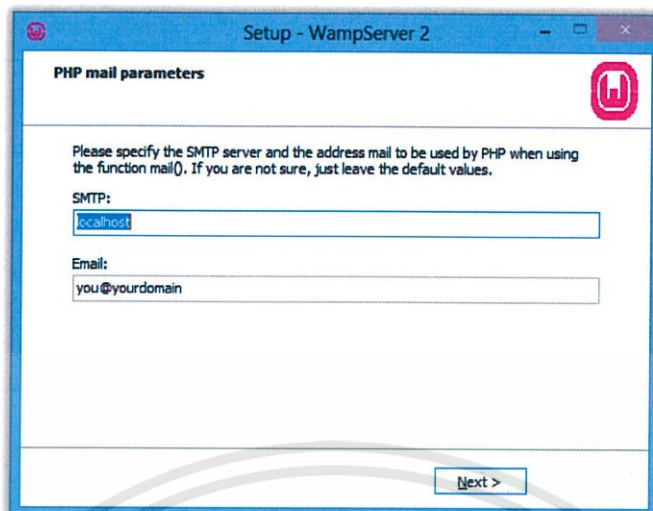 Setup - WampServer 2
PHP mail parameters
Please specify the SMTP server and the address mail to be used by PHP when using
the function mail(). If you are not sure, just leave the default values.
SMTP:
localhost
Email:
you@yourdomain
Next >